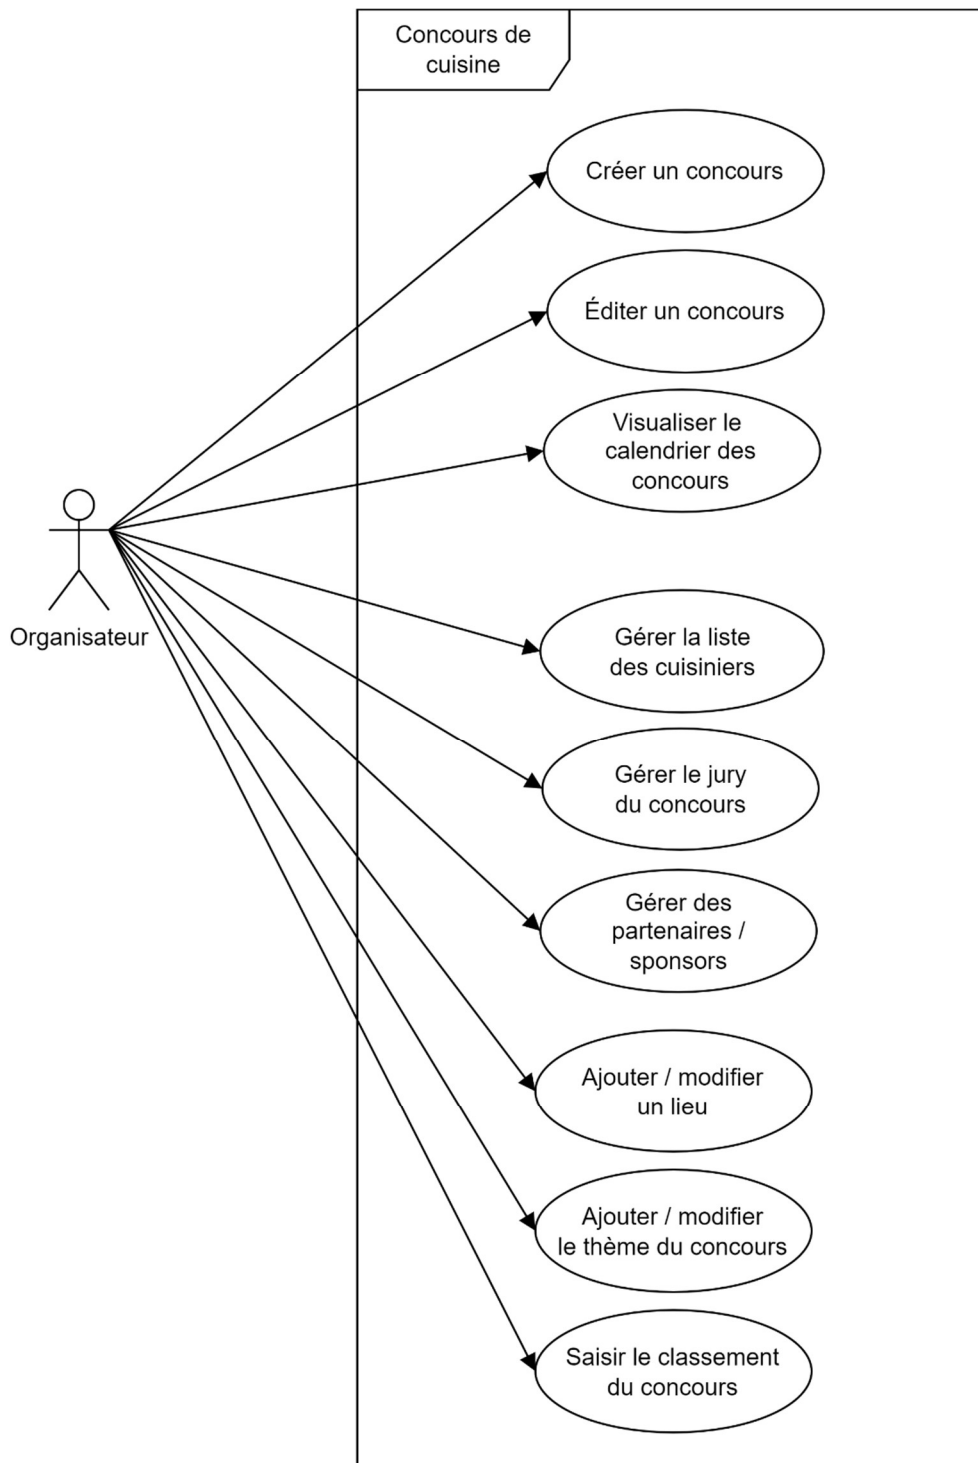 Concours de
cuisine
Créer un concours
Éditer un concours
Visualiser le
calendrier des
concours
Organisateur
Gérer la liste
des cuisiniers
Gérer le jury
du concours
Gérer des
partenaires /
sponsors
Ajouter / modifier
un lieu
Ajouter / modifier
le thème du concours
Saisir le classement
du concours